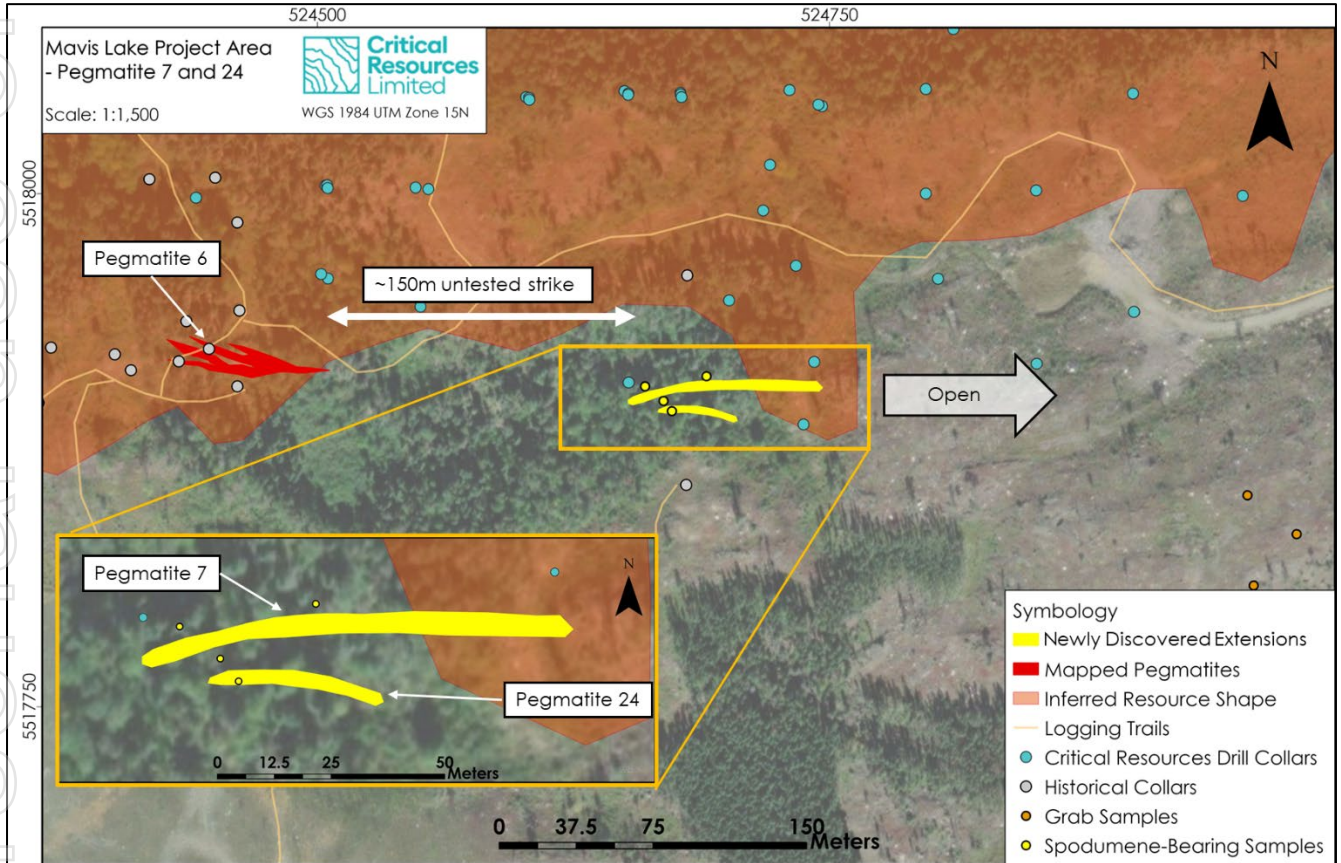 524500
524750
Mavis Lake Project Area
- Pegmatite 7 and 24
Scale: 1:1,500
Critical
Resources
Limited
WGS 1984 UTM Zone 15N
N
5518000
Pegmatite 6
~150m untested strike
Open
5517750
Pegmatite 7
N
Pegmatite 24
0 12.5 25 50
Meters
0 37.5 75 150
Meters
Symbology
Newly Discovered Extensions
Mapped Pegmatites
Inferred Resource Shape
Logging Trails
Critical Resources Drill Collars
Historical Collars
Grab Samples
Spodumene-Bearing Samples